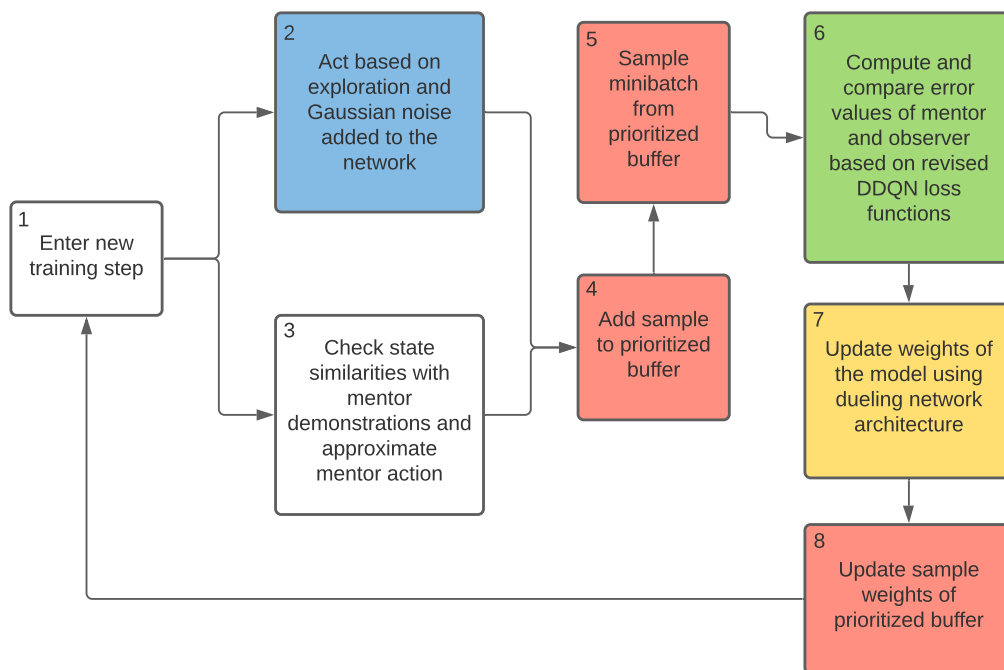 1
Enter new
training step
2
Act based on
exploration and
Gaussian noise
added to the
network
3
Check state
similarities with
mentor
demonstrations and
approximate
mentor action
4
Add sample
to prioritized
buffer
5
Sample
minibatch
from
prioritized
buffer
6
Compute and
compare error
values of mentor
and observer
based on revised
DDQN loss
functions
7
Update weights of
the model using
dueling network
architecture
8
Update sample
weights of
prioritized buffer